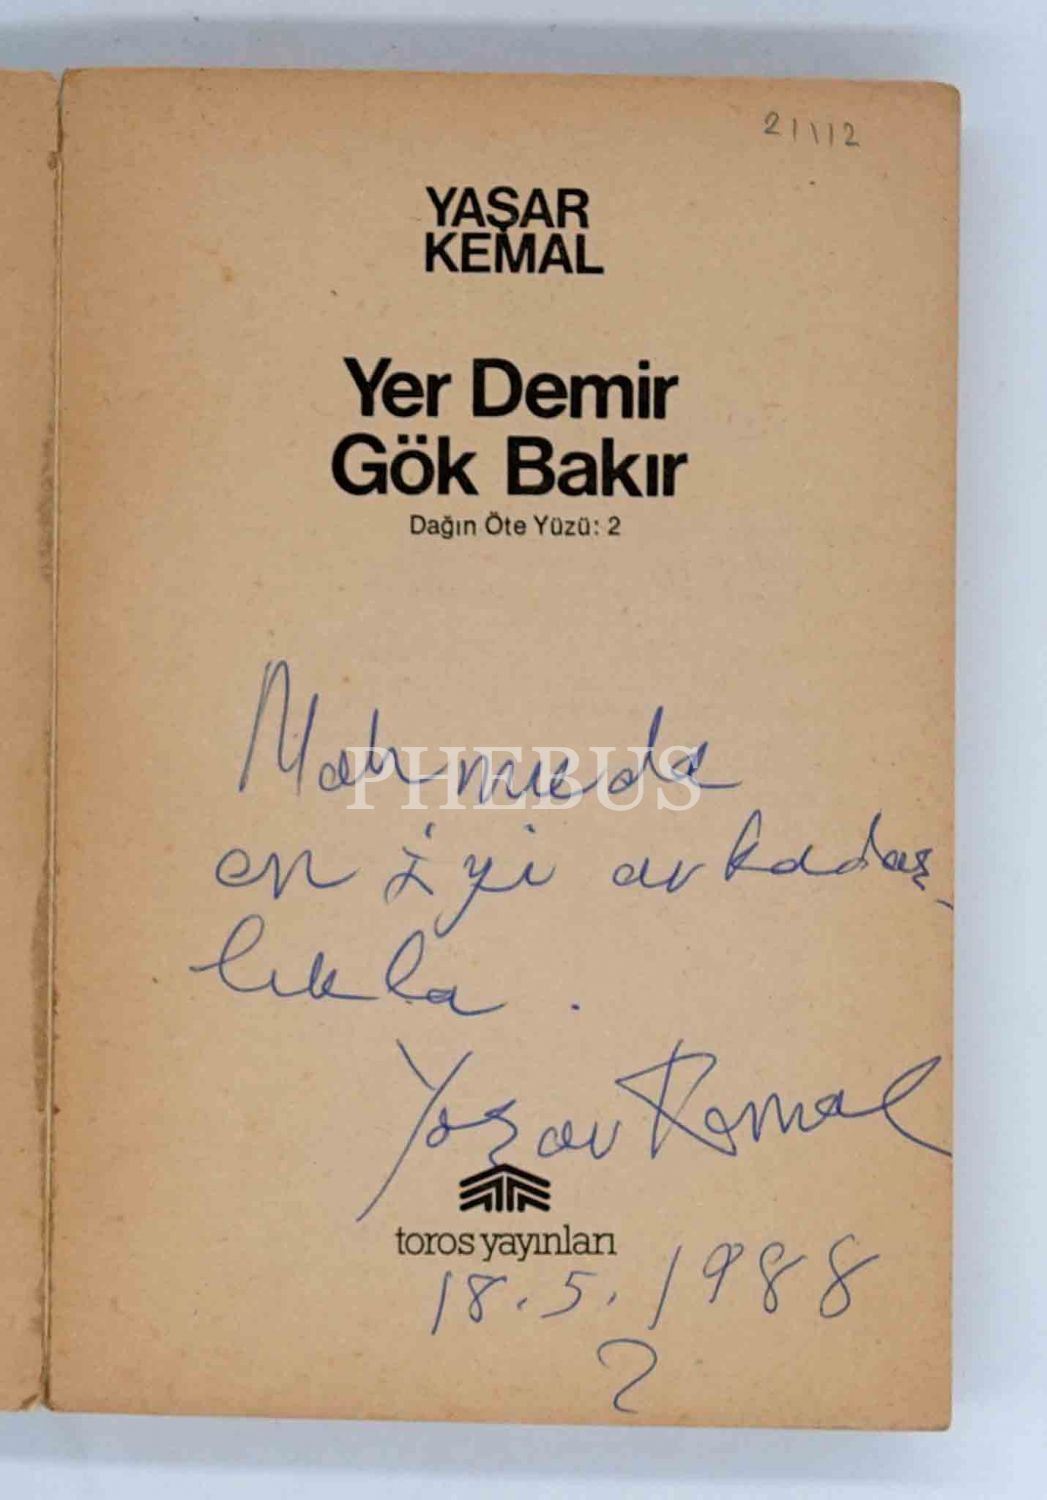 21112
YAŞAR
KEMAL
Yer Demir
Gök Bakır
Dağın Öte Yüzü: 2
Mahmuda
PHEBUS
en iyi arkadaş-
lıkla.
Yaşar Kemal
toros yayınları
18.5.1988
2